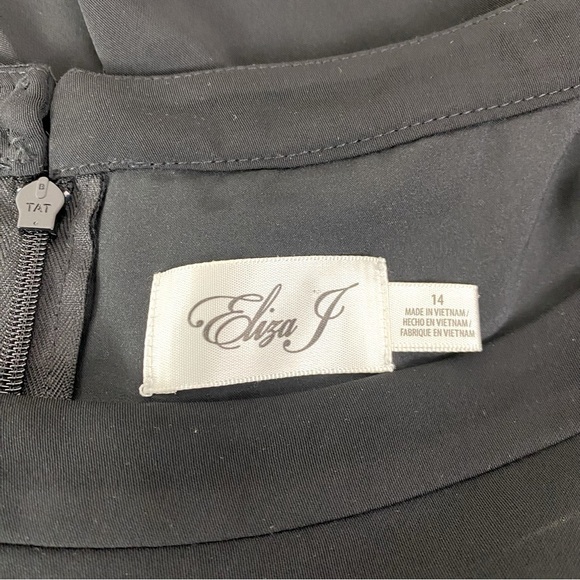 TAT
Eliza J
14
MADE IN VIETNAM/
HECHO EN VIETNAM/
FABRIQUE EN VIETNAM